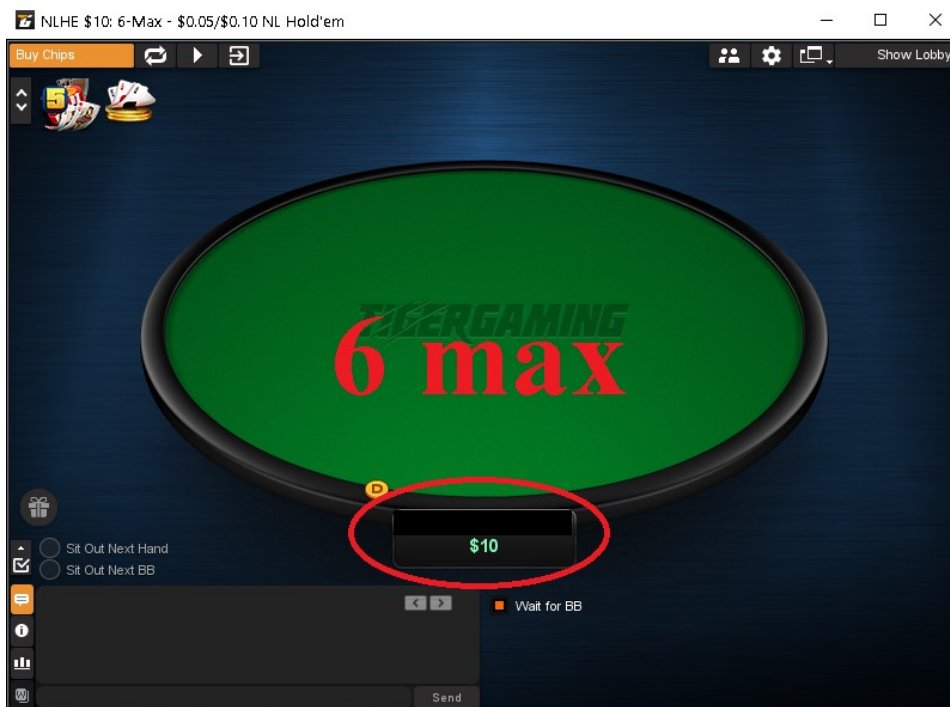 NLHE $10: 6-Max - $0.05/$0.10 NL Hold'em
Buy Chips
Show Lobby
5
TIGERGAMING
6 max
D
$10
Sit Out Next Hand
Sit Out Next BB
Wait for BB
Send